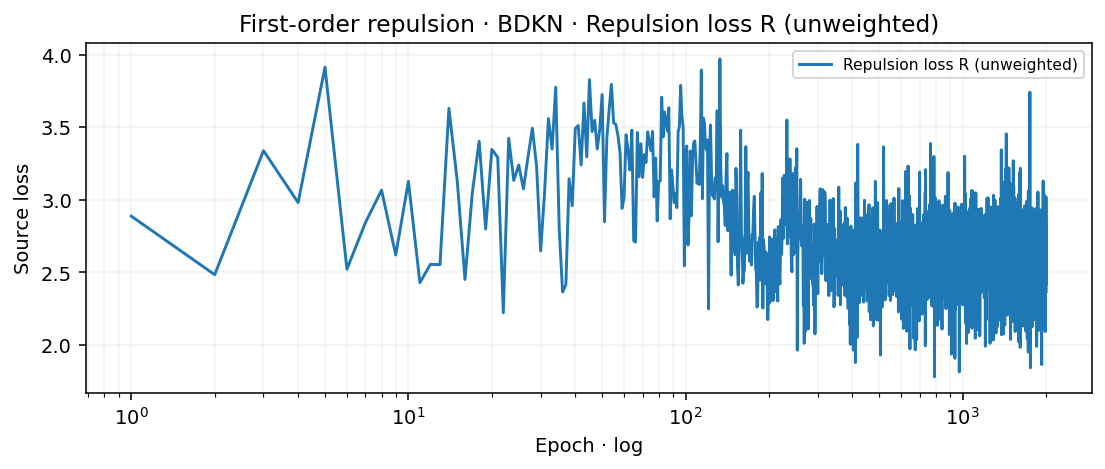 First-order repulsion · BDKN · Repulsion loss R (unweighted)
Repulsion loss R (unweighted)
4.0
3.5
3.0
2.5
2.0
Source loss
10^0 10^1 10^2 10^3
Epoch · log